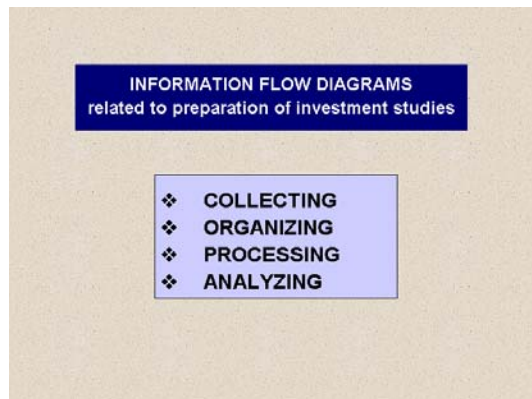 INFORMATION FLOW DIAGRAMS
related to preparation of investment studies
❖ COLLECTING
❖ ORGANIZING
❖ PROCESSING
❖ ANALYZING